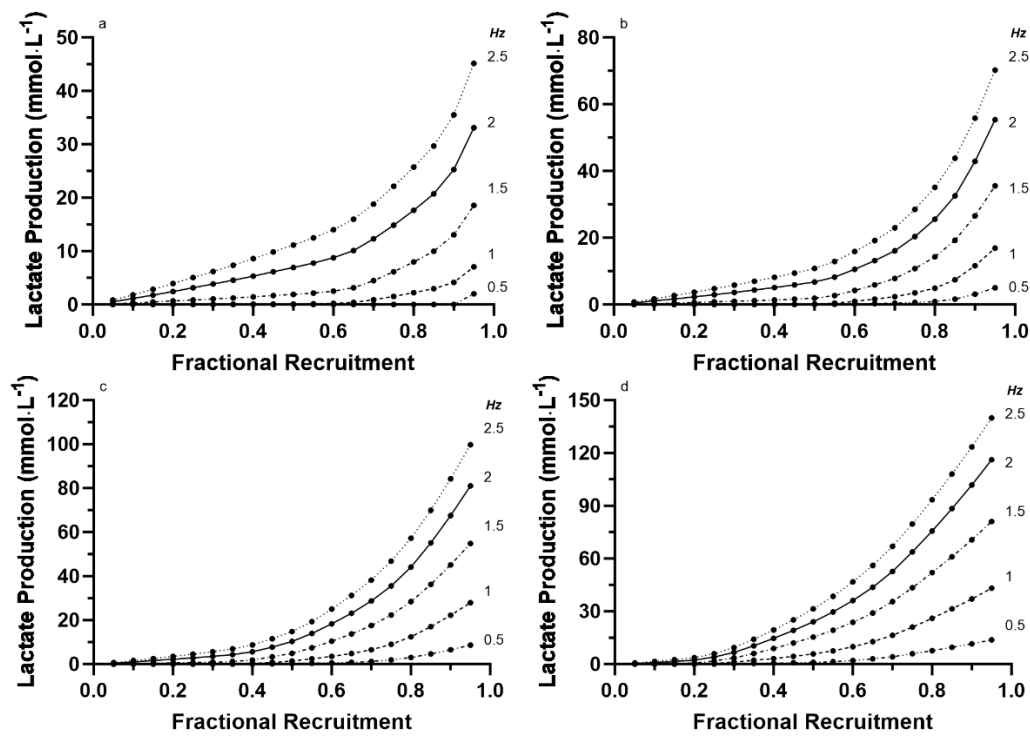 a
Hz
Lactate Production (mmol·L⁻¹)
50
40
30
20
10
0
2.5
2
1.5
1
0.5
0.0 0.2 0.4 0.6 0.8 1.0
Fractional Recruitment
b
Hz
Lactate Production (mmol·L⁻¹)
80
60
40
20
0
2.5
2
1.5
1
0.5
0.0 0.2 0.4 0.6 0.8 1.0
Fractional Recruitment
c
Hz
Lactate Production (mmol·L⁻¹)
120
100
80
60
40
20
0
2.5
2
1.5
1
0.5
0.0 0.2 0.4 0.6 0.8 1.0
Fractional Recruitment
d
Hz
Lactate Production (mmol·L⁻¹)
150
120
90
60
30
0
2.5
2
1.5
1
0.5
0.0 0.2 0.4 0.6 0.8 1.0
Fractional Recruitment